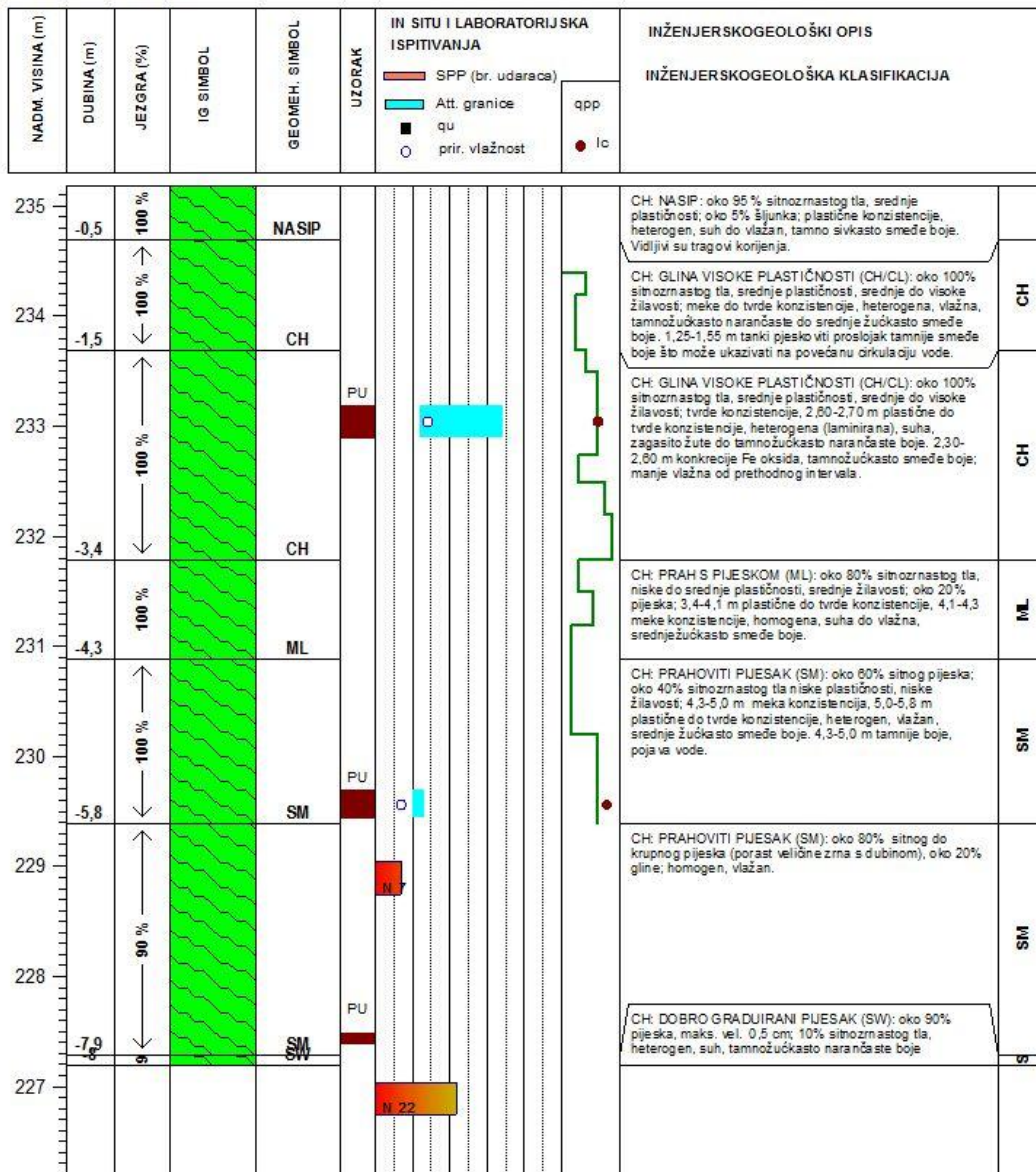 NADM. VISINA (m)
DUBINA (m)
JEZGRA (%)
IG SIMBOL
GEOMEH. SIMBOL
UZORAK
IN SITU I LABORATORIJSKA
ISPITIVANJA
SPP (br. udaraca)
Att. granice
qu
prir. vlažnost
qpp
Ic
INŽENJERSKOGEOLOŠKI OPIS
INŽENJERSKOGEOLOŠKA KLASIFIKACIJA
235
-0,5
100 %
NASIP
CH: NASIP: oko 95 % sitnozrnastog tla, srednje
plastičnosti; oko 5% šljunka; plastične konzistencije,
heterogen, suh do vlažan, tamno sivkasto smeđe boje.
Vidljivi su tragovi korijenja.
234
-1,5
100 %
CH
CH: GLINA VISOKE PLASTIČNOSTI (CH/CL): oko 100%
sitnozrnastog tla, srednje plastičnosti, srednje do visoke
žilavosti; meke do tvrde konzistencije, heterogena, vlažna,
tamnožućkasto narančaste do srednje žućkasto smeđe
boje. 1,25-1,55 m tanki pjeskoviti proslojak tamnije smeđe
boje što može ukazivati na povećanu cirkulaciju vode.
CH
233
232
-3,4
100 %
CH
PU
CH: GLINA VISOKE PLASTIČNOSTI (CH/CL): oko 100%
sitnozrnastog tla, srednje plastičnosti, srednje do visoke
žilavosti; tvrde konzistencije, 2,60-2,70 m plastične do
tvrde konzistencije, heterogena (laminirana), suha,
zagasito žute do tamnožućkasto narančaste boje. 2,30-
2,60 m konkrecije Fe oksida, tamnožućkasto smeđe boje;
manje vlažna od prethodnog intervala.
CH
231
-4,3
100 %
ML
CH: PRAH S PIJESKOM (ML): oko 80% sitnozrnastog tla,
niske do srednje plastičnosti, srednje žilavosti; oko 20%
pijeska; 3,4-4,1 m plastične do tvrde konzistencije, 4,1-4,3
meke konzistencije, homogena, suha do vlažna,
srednježućkasto smeđe boje.
ML
230
-5,8
100 %
SM
PU
CH: PRAHOVITI PIJESAK (SM): oko 60% sitnog pijeska;
oko 40% sitnozrnastog tla niske plastičnosti, niske
žilavosti; 4,3-5,0 m meka konzistencija, 5,0-5,8 m
plastične do tvrde konzistencije, heterogen, vlažan,
srednje žućkasto smeđe boje. 4,3-5,0 m tamnije boje,
pojava vode.
SM
229
228
-7,9
90 %
SM
N 7
PU
CH: PRAHOVITI PIJESAK (SM): oko 80% sitnog do
krupnog pijeska (porast veličine zrna s dubinom), oko 20%
gline; homogen, vlažan.
SM
-8
9
SW
CH: DOBRO GRADUIRANI PIJESAK (SW): oko 90%
pijeska, maks. vel. 0,5 cm; 10% sitnozrnastog tla,
heterogen, suh, tamnožućkasto narančaste boje
S
227
N 22